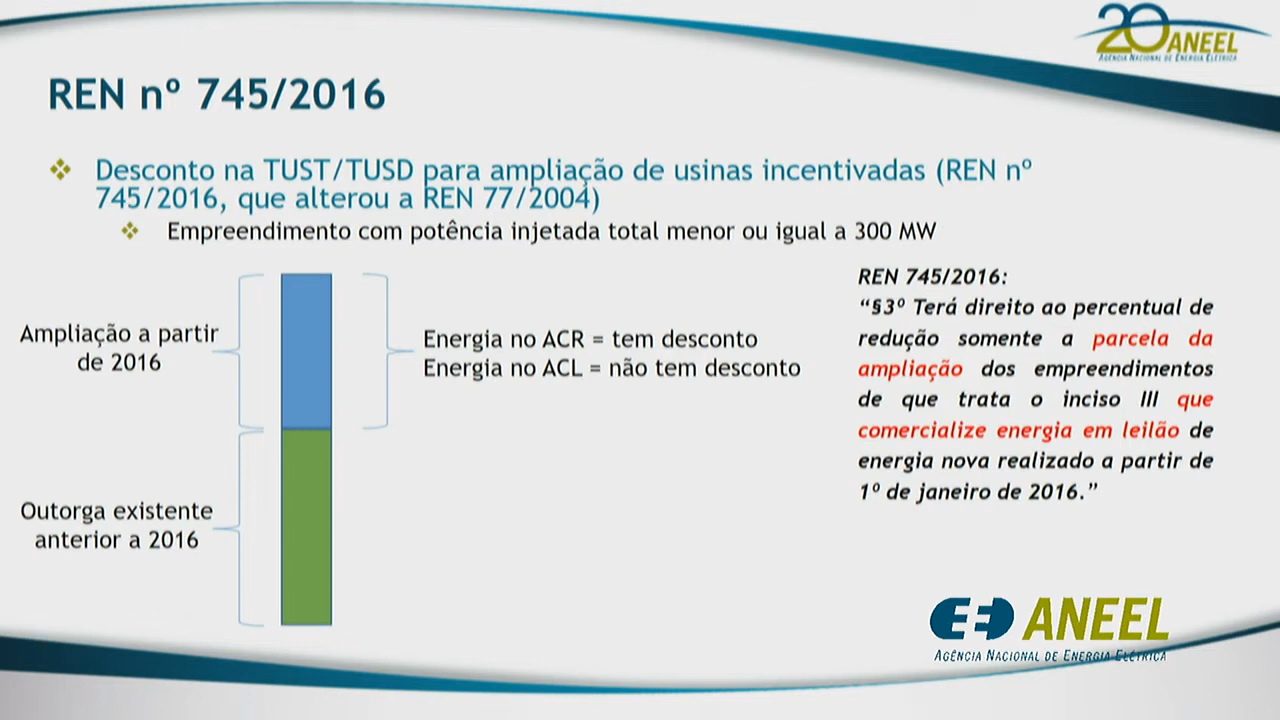 20 ANEEL
AGÊNCIA NACIONAL DE ENERGIA ELÉTRICA
REN nº 745/2016
Desconto na TUST/TUSD para ampliação de usinas incentivadas (REN nº
745/2016, que alterou a REN 77/2004)
Empreendimento com potência injetada total menor ou igual a 300 MW
Ampliação a partir
de 2016
Energia no ACR = tem desconto
Energia no ACL = não tem desconto
Outorga existente
anterior a 2016
REN 745/2016:
“§3º Terá direito ao percentual de
redução somente a parcela da
ampliação dos empreendimentos
de que trata o inciso III que
comercialize energia em leilão de
energia nova realizado a partir de
1º de janeiro de 2016.”
ANEEL
AGÊNCIA NACIONAL DE ENERGIA ELÉTRICA